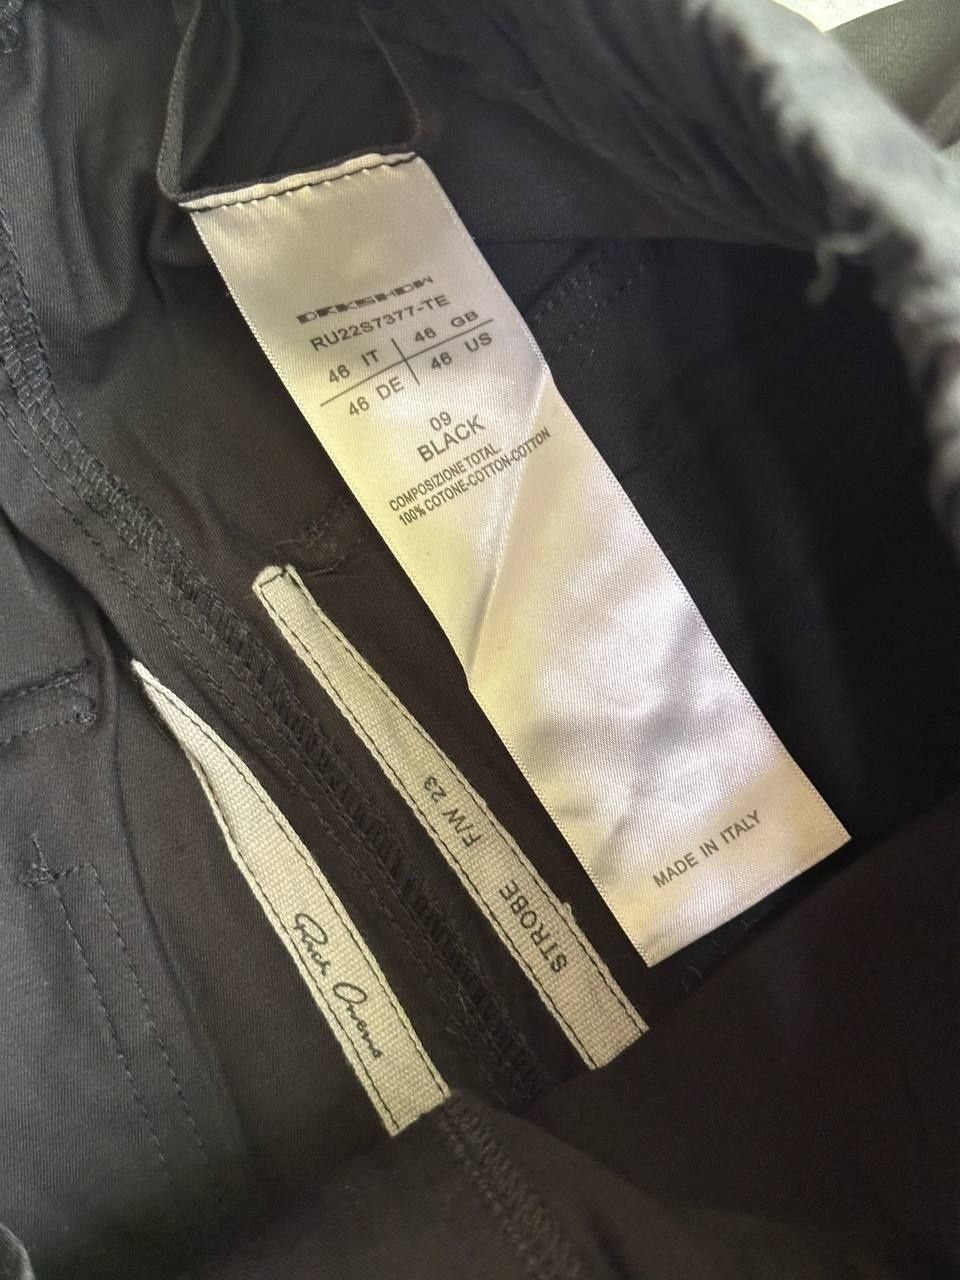 DRKSHDW
RU22S7377-TE
46 IT | 46 GB
46 DE | 46 US
09
BLACK
COMPOSIZIONE TOTAL
100% COTONE-COTTON-COTTON
MADE IN ITALY
F/W 23
STROBE
Rick Owens